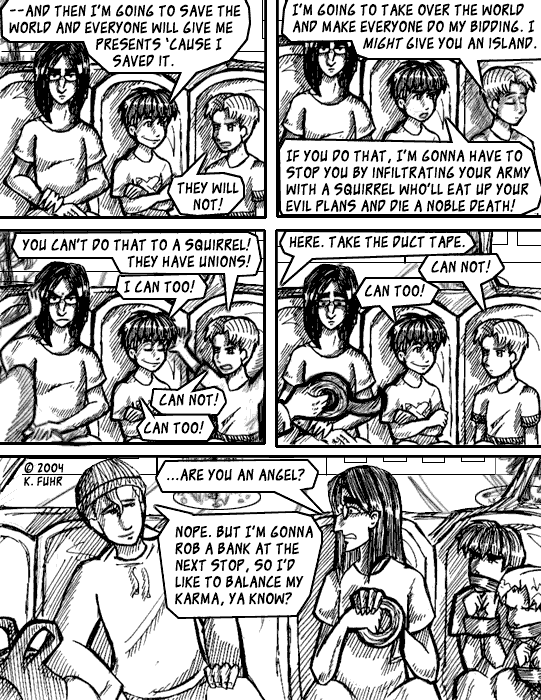 --AND THEN I'M GOING TO SAVE THE
WORLD AND EVERYONE WILL GIVE ME
PRESENTS 'CAUSE I
SAVED IT.
THEY WILL
NOT!
I'M GOING TO TAKE OVER THE WORLD
AND MAKE EVERYONE DO MY BIDDING. I
MIGHT GIVE YOU AN ISLAND.
IF YOU DO THAT, I'M GONNA HAVE TO
STOP YOU BY INFILTRATING YOUR ARMY
WITH A SQUIRREL WHO'LL EAT UP YOUR
EVIL PLANS AND DIE A NOBLE DEATH!
YOU CAN'T DO THAT TO A SQUIRREL!
THEY HAVE UNIONS!
I CAN TOO!
CAN NOT!
CAN TOO!
HERE. TAKE THE DUCT TAPE.
CAN NOT!
CAN TOO!
© 2004
K. FUHR
...ARE YOU AN ANGEL?
NOPE. BUT I'M GONNA
ROB A BANK AT THE
NEXT STOP, SO I'D
LIKE TO BALANCE MY
KARMA, YA KNOW?